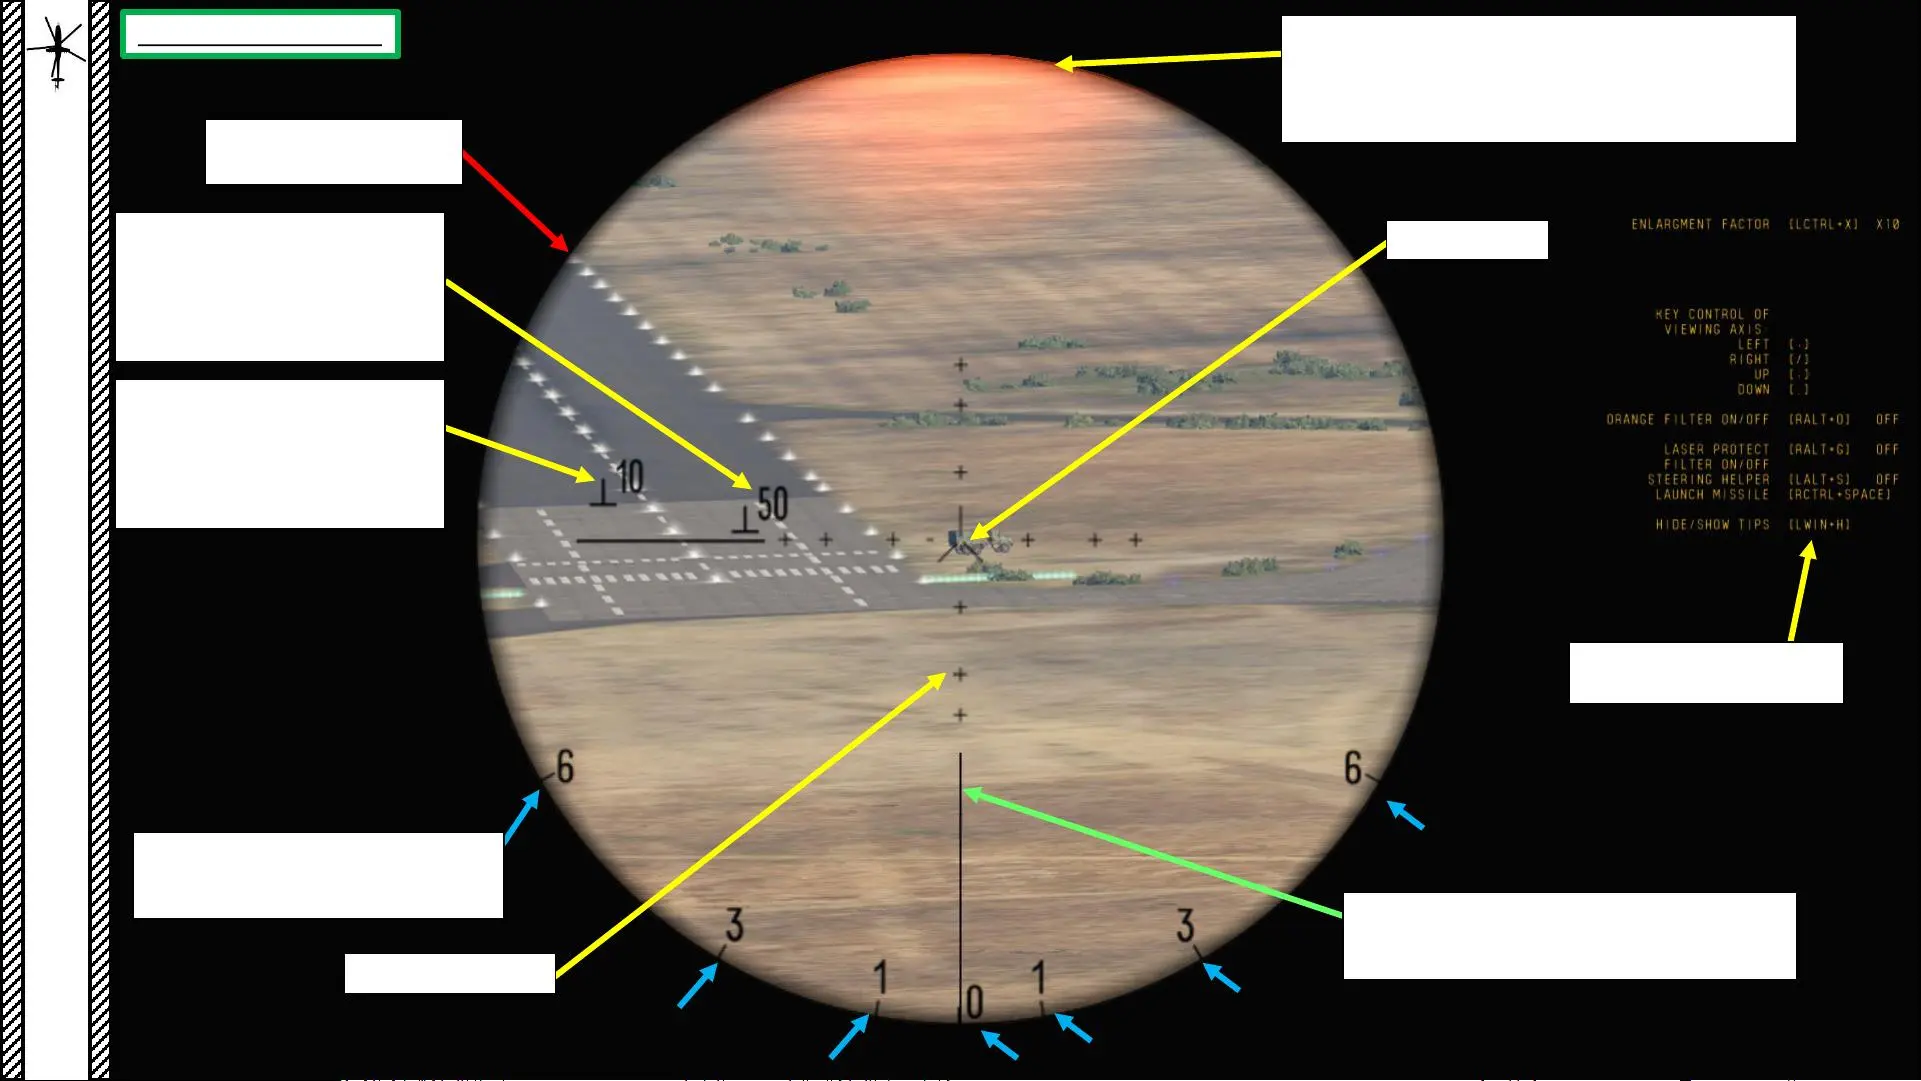 ENLARGMENT FACTOR [LCTRL+X] X10
KEY CONTROL OF
VIEWING AXIS:
LEFT [,]
RIGHT [/]
UP [;]
DOWN [.]
ORANGE FILTER ON/OFF [RALT+O] OFF
LASER PROTECT [RALT+G] OFF
FILTER ON/OFF
STEERING HELPER [LALT+S] OFF
LAUNCH MISSILE [RCTRL+SPACE]
HIDE/SHOW TIPS [LWIN+H]
10
50
6
6
3
3
1
1
0